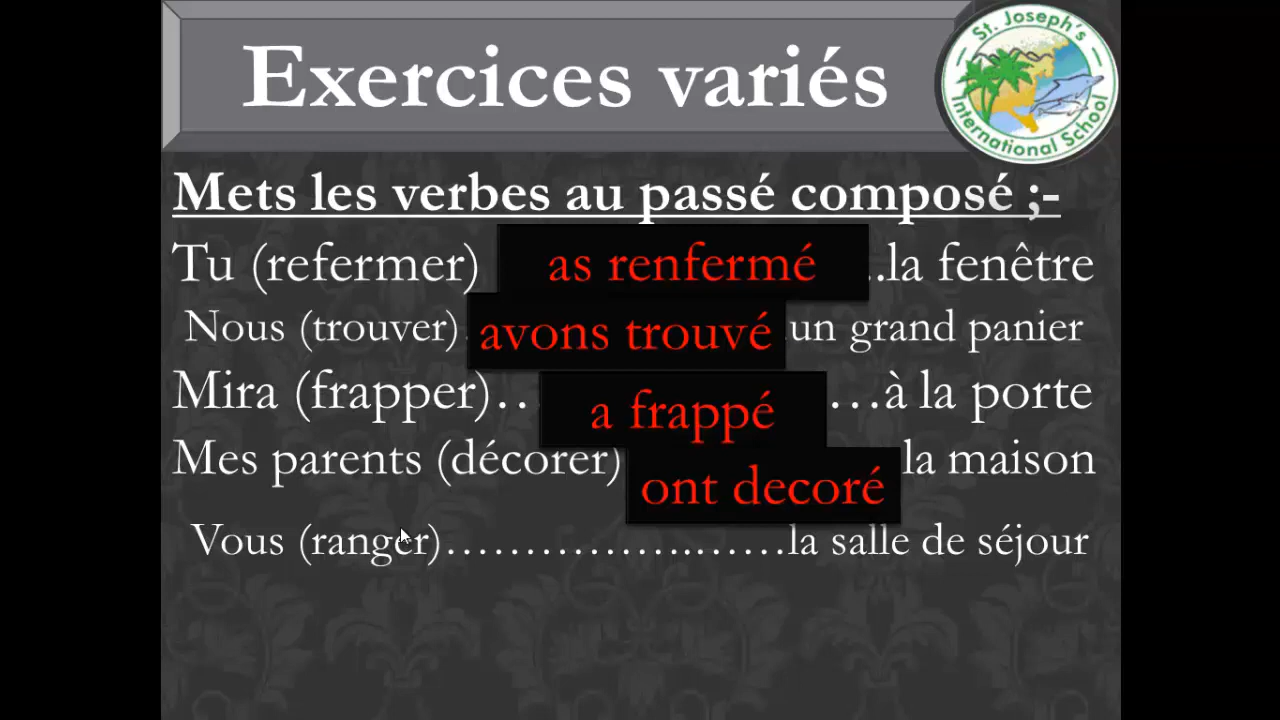 Exercices variés
St. Joseph's
International School
Mets les verbes au passé composé ;-
Tu (refermer) as renfermé ..la fenêtre
Nous (trouver) avons trouvé .un grand panier
Mira (frapper).. a frappé ...à la porte
Mes parents (décorer) ont decoré la maison
Vous (ranger)……………………la salle de séjour